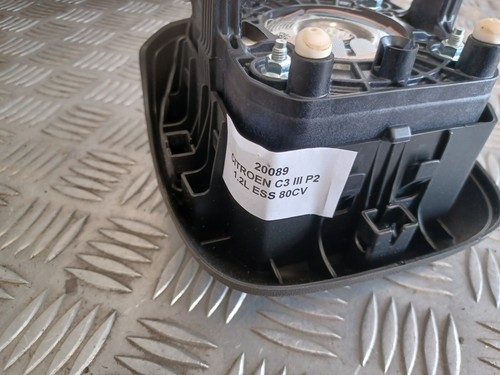 20089
CITROEN C3 III P2
1.2L ESS 80CV